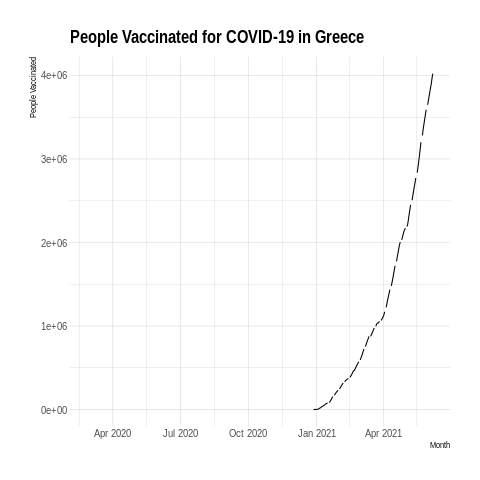 People Vaccinated for COVID-19 in Greece
People Vaccinated
4e+06
3e+06
2e+06
1e+06
0e+00
Apr 2020 Jul 2020 Oct 2020 Jan 2021 Apr 2021
Month